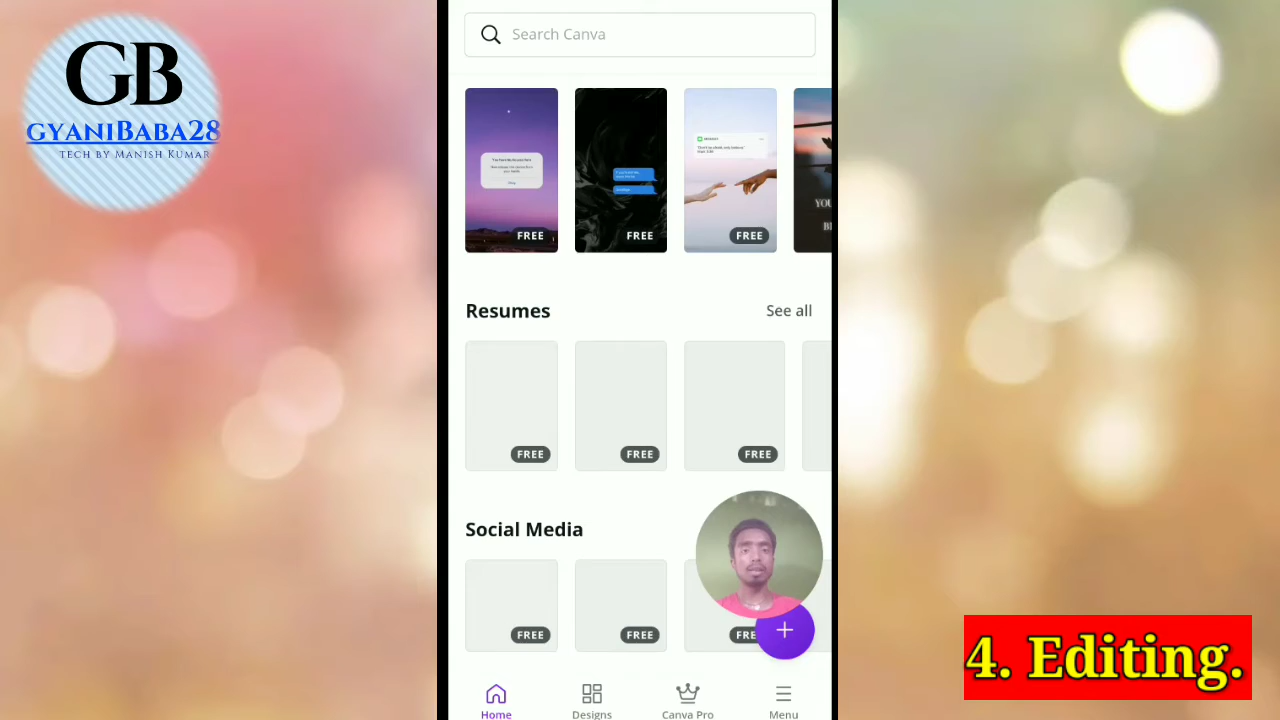 GB
GYANIBABA28
TECH BY MANISH KUMAR
Search Canva
FREE
FREE
FREE
Resumes
See all
FREE
FREE
FREE
Social Media
FREE
FREE
FRE
Home
Designs
Canva Pro
Menu
4. Editing.